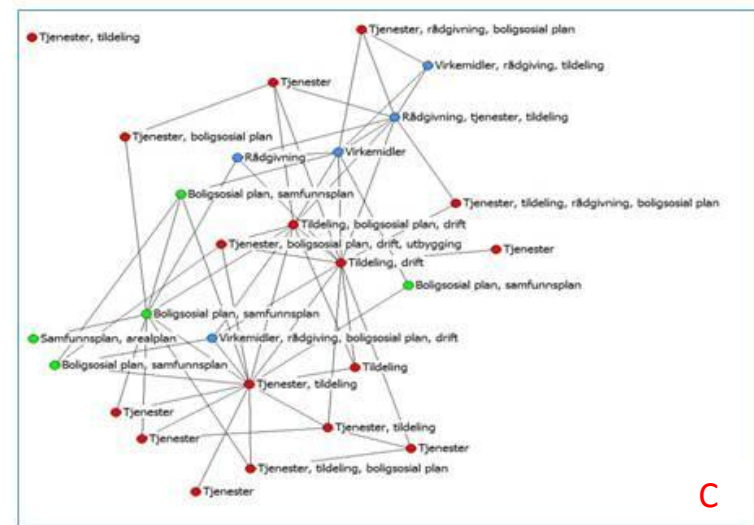 Tjenester, rådgivning, boligsosial plan
Tjenester, tildeling
Virkemidler, rådgiving, tildeling
Tjenester
Rådgivning, tjenester, tildeling
Tjenester, boligsosial plan
Virkemidler
Rådgivning
Boligsosial plan, samfunnsplan
Tjenester, tildeling, rådgivning, boligsosial plan
Tildeling, boligsosial plan, drift
Tjenester, boligsosial plan, drift, utbygging
Tjenester
Tildeling, drift
Boligsosial plan, samfunnsplan
Boligsosial plan, samfunnsplan
Samfunnsplan, arealplan
Virkemidler, rådgiving, boligsosial plan, drift
Boligsosial plan, samfunnsplan
Tildeling
Tjenester, tildeling
Tjenester
Tjenester, tildeling
Tjenester
Tjenester
Tjenester, tildeling, boligsosial plan
Tjenester
C